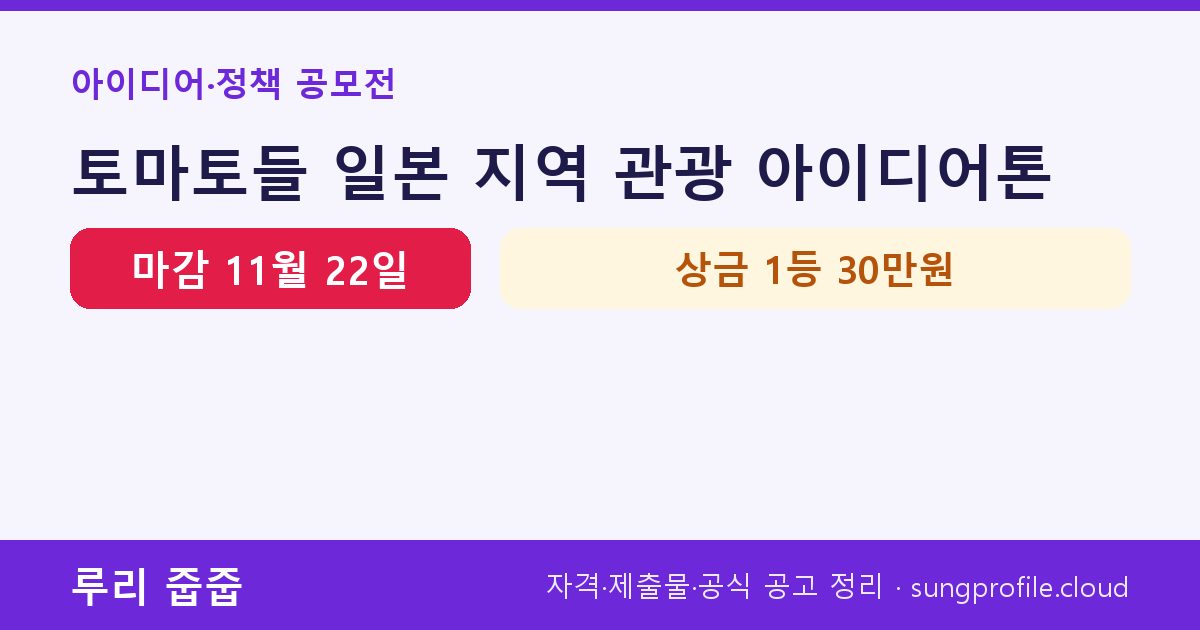 아이디어·정책 공모전
토마토들 일본 지역 관광 아이디어톤
마감 11월 22일
상금 1등 30만원
루리 줍줍
자격·제출물·공식 공고 정리 · sungprofile.cloud